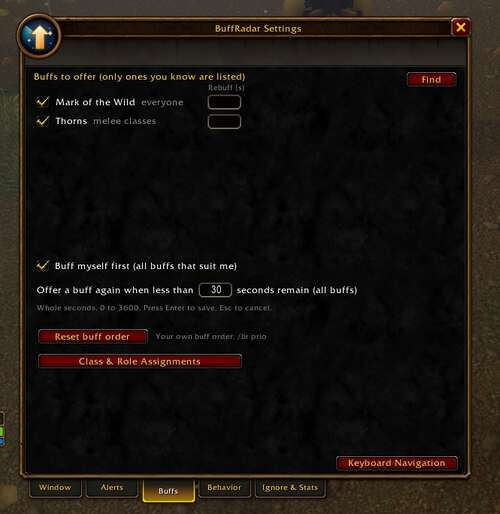 BuffRadar Settings
Buffs to offer (only ones you know are listed)
Find
Rebuff (s)
Mark of the Wild everyone
Thorns melee classes
Buff myself first (all buffs that suit me)
Offer a buff again when less than 30 seconds remain (all buffs)
Whole seconds, 0 to 3600. Press Enter to save, Esc to cancel.
Reset buff order Your own buff order: /br prio
Class & Role Assignments
Keyboard Navigation
Window Alerts Buffs Behavior Ignore & Stats